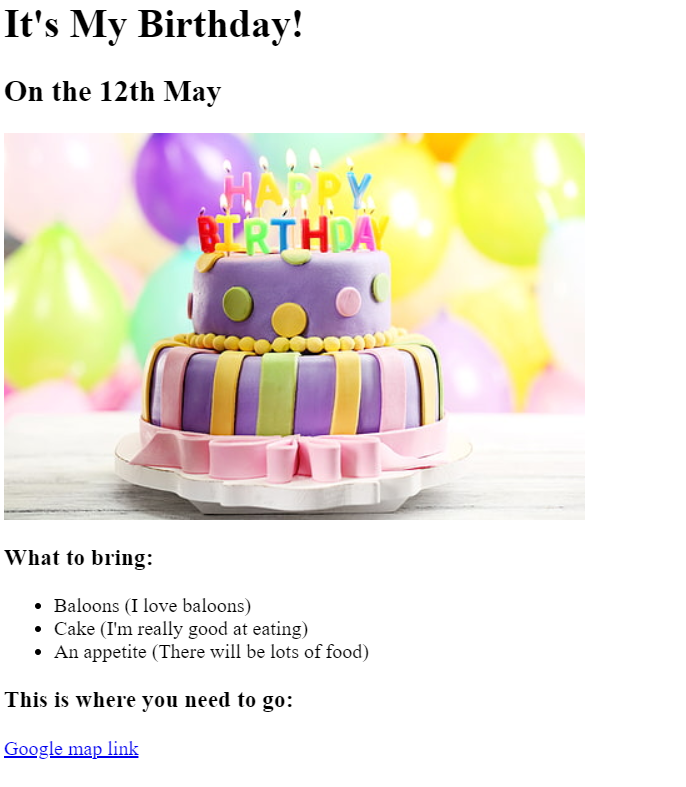 It's My Birthday!
On the 12th May
HAPPY
BIRTHDAY
What to bring:
Baloons (I love baloons)
Cake (I'm really good at eating)
An appetite (There will be lots of food)
This is where you need to go:
Google map link